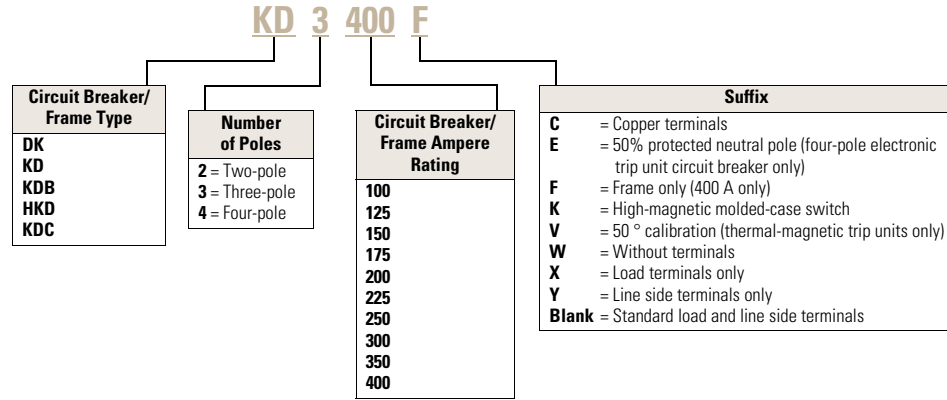 KD 3 400 F
Circuit Breaker/
Frame Type
DK
KD
KDB
HKD
KDC
Number
of Poles
2 = Two-pole
3 = Three-pole
4 = Four-pole
Circuit Breaker/
Frame Ampere
Rating
100
125
150
175
200
225
250
300
350
400
Suffix
C = Copper terminals
E = 50% protected neutral pole (four-pole electronic
trip unit circuit breaker only)
F = Frame only (400 A only)
K = High-magnetic molded-case switch
V = 50 ° calibration (thermal-magnetic trip units only)
W = Without terminals
X = Load terminals only
Y = Line side terminals only
Blank = Standard load and line side terminals